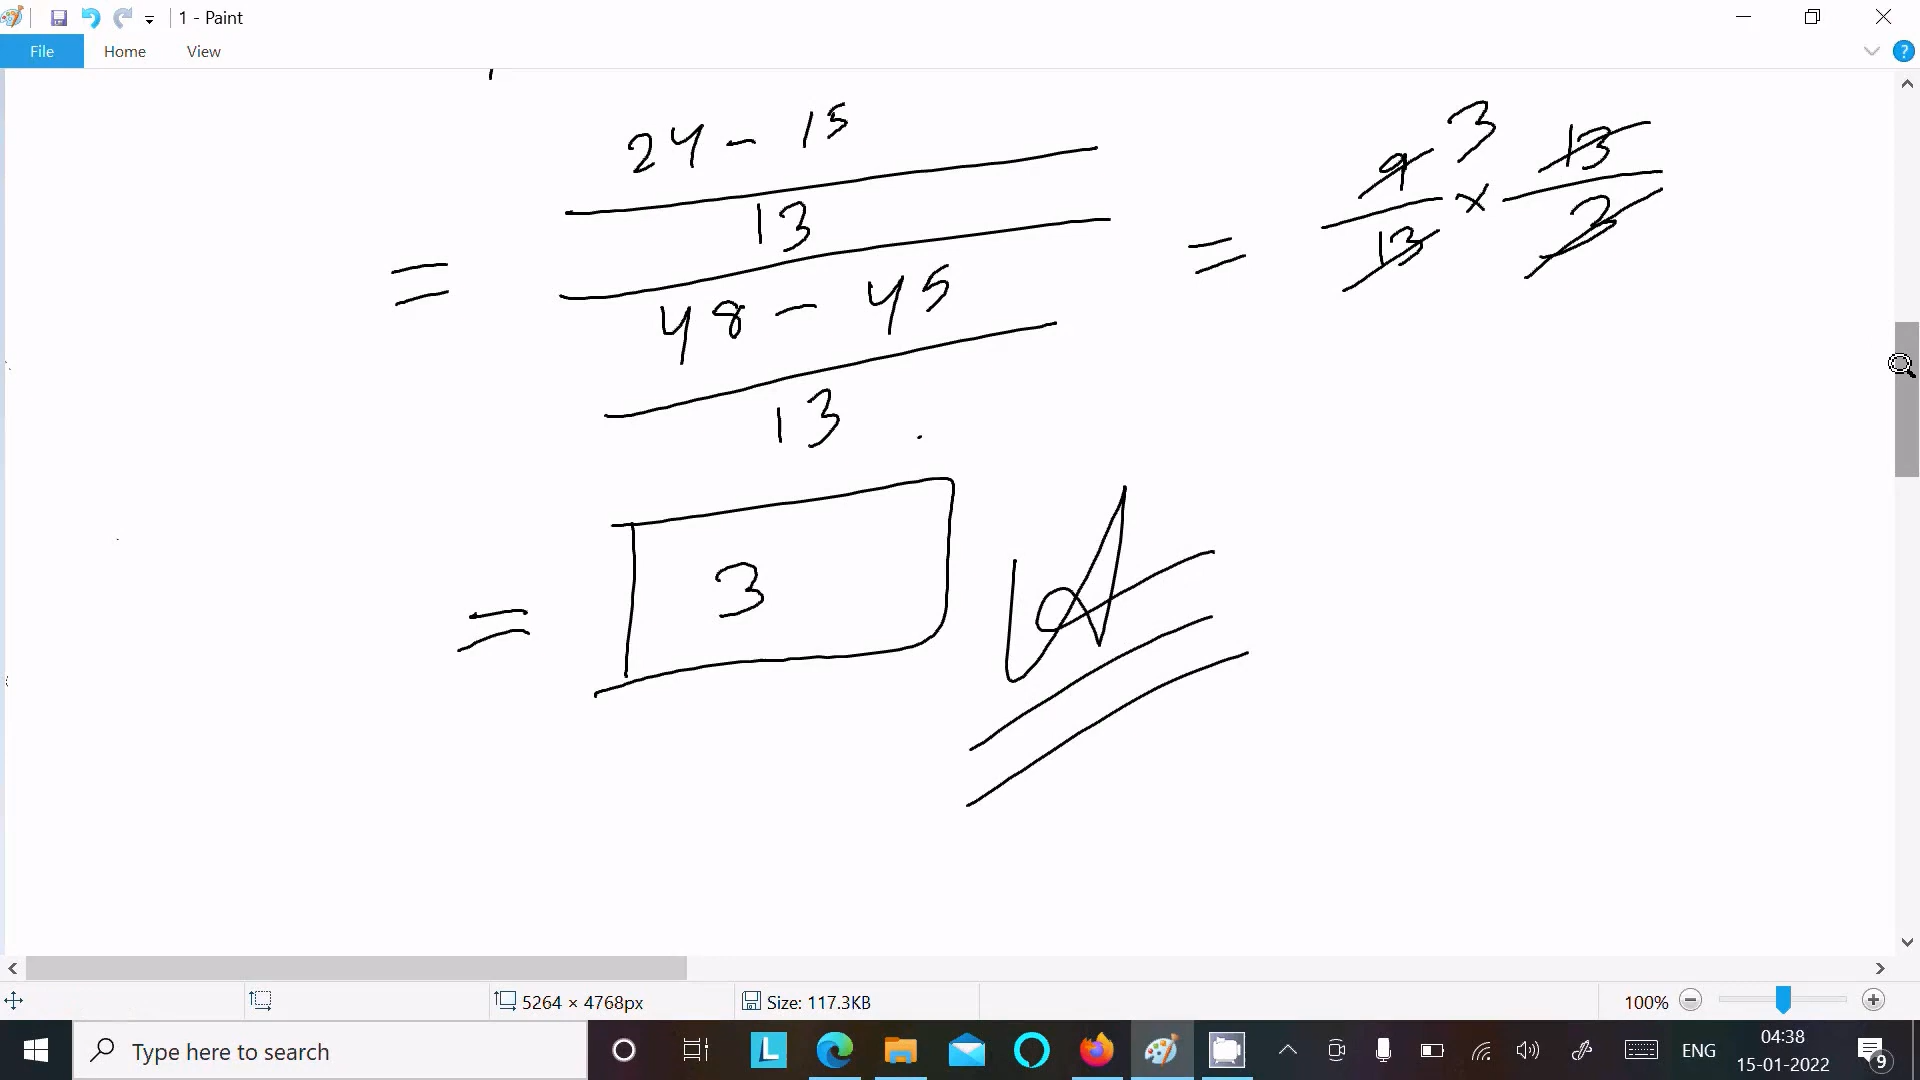 1 - Paint
File Home View
24 - 15
13
48 - 45
13
=
= 9 3 × 13
13 3
= 3
5264 × 4768px
Size: 117.3KB
100%
Type here to search
L
ENG
04:38
15-01-2022
9